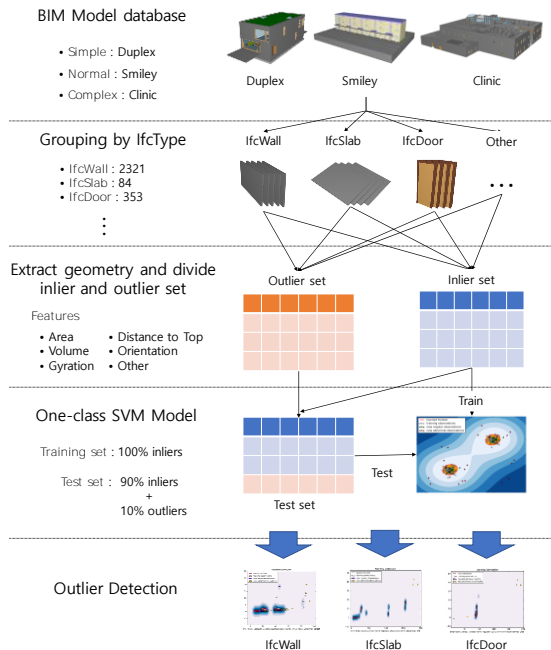 BIM Model database
• Simple : Duplex
• Normal : Smiley
• Complex : Clinic
Duplex
Smiley
Clinic
Grouping by IfcType
• IfcWall : 2321
• IfcSlab : 84
• IfcDoor : 353
IfcWall
IfcSlab
IfcDoor
Other
Extract geometry and divide
inlier and outlier set
Features
• Area
• Volume
• Gyration
• Distance to Top
• Orientation
• Other
Outlier set
Inlier set
One-class SVM Model
Training set : 100% inliers
Test set : 90% inliers
+
10% outliers
Test set
Test
Train
Outlier Detection
IfcWall
IfcSlab
IfcDoor